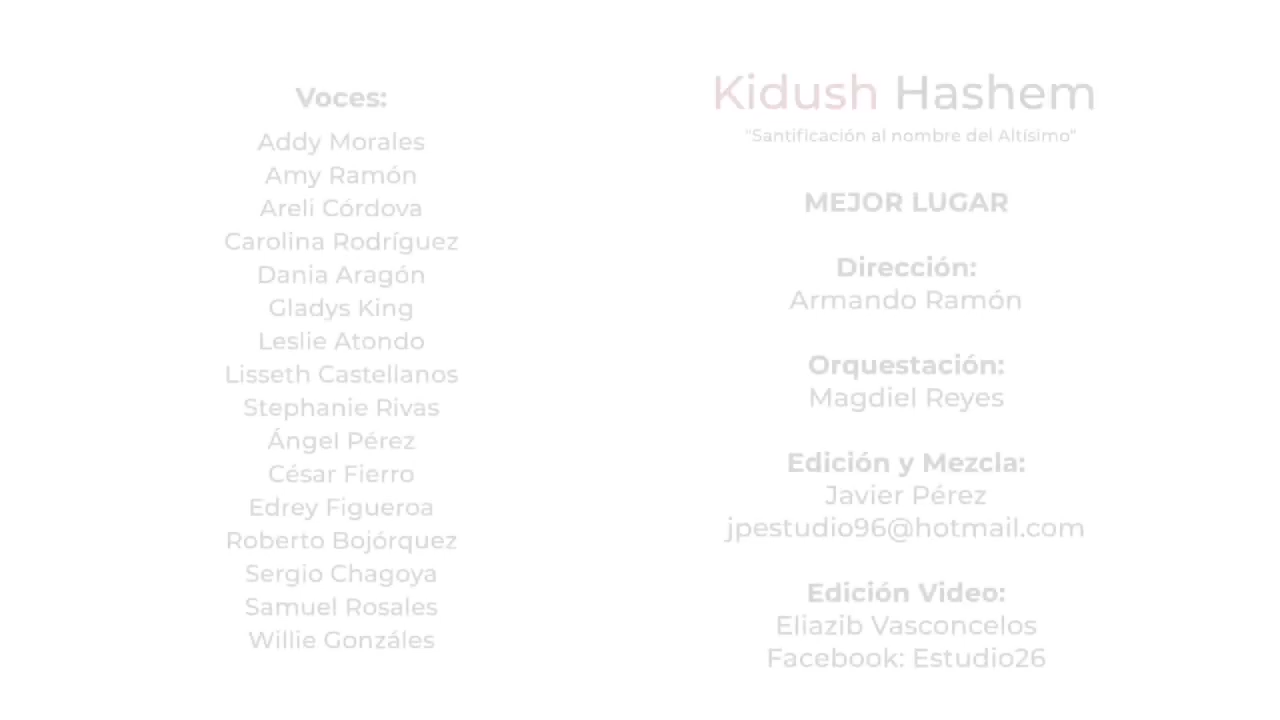 Voces:
Addy Morales
Amy Ramón
Areli Córdova
Carolina Rodríguez
Dania Aragón
Gladys King
Leslie Atondo
Lisseth Castellanos
Stephanie Rivas
Ángel Pérez
César Fierro
Edrey Figueroa
Roberto Bojórquez
Sergio Chagoya
Samuel Rosales
Willie Gonzáles
Kidush Hashem
"Santificación al nombre del Altísimo"
MEJOR LUGAR
Dirección:
Armando Ramón
Orquestación:
Magdiel Reyes
Edición y Mezcla:
Javier Pérez
jpestudio96@hotmail.com
Edición Video:
Eliazib Vasconcelos
Facebook: Estudio26